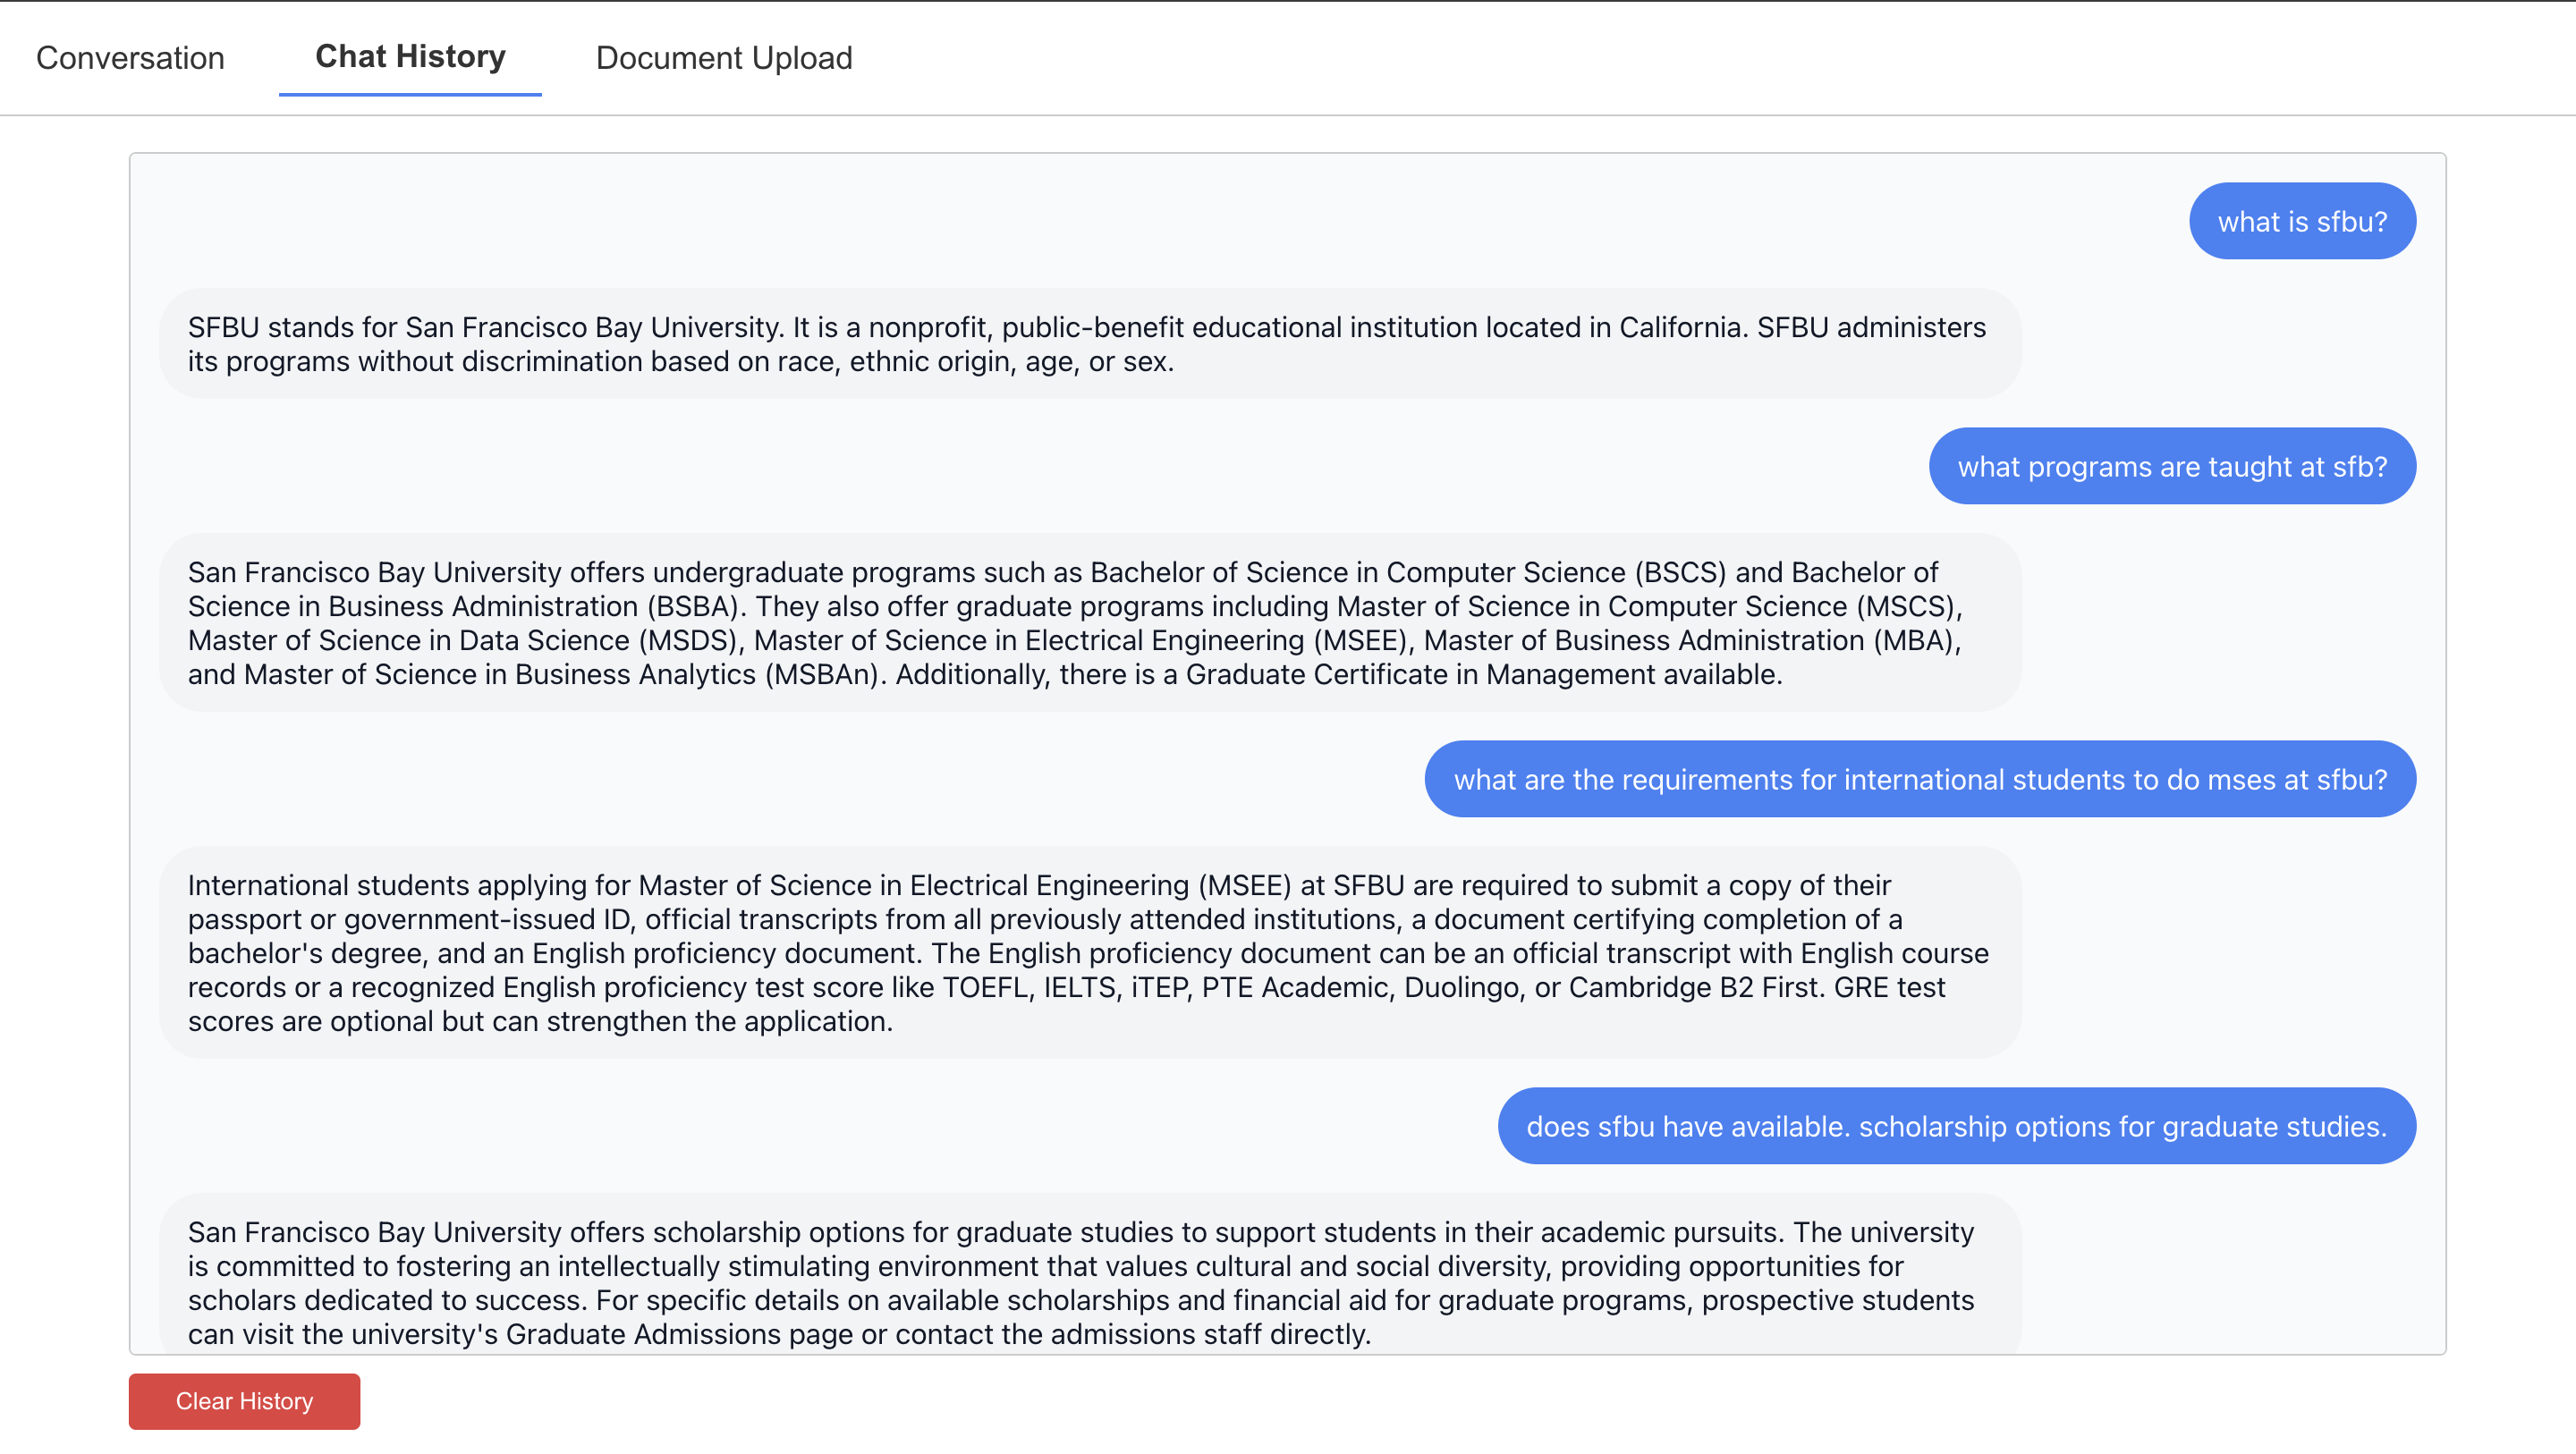 Conversation
Chat History
Document Upload
what is sfbu?
SFBU stands for San Francisco Bay University. It is a nonprofit, public-benefit educational institution located in California. SFBU administers
its programs without discrimination based on race, ethnic origin, age, or sex.
what programs are taught at sfb?
San Francisco Bay University offers undergraduate programs such as Bachelor of Science in Computer Science (BSCS) and Bachelor of
Science in Business Administration (BSBA). They also offer graduate programs including Master of Science in Computer Science (MSCS),
Master of Science in Data Science (MSDS), Master of Science in Electrical Engineering (MSEE), Master of Business Administration (MBA),
and Master of Science in Business Analytics (MSBAn). Additionally, there is a Graduate Certificate in Management available.
what are the requirements for international students to do mses at sfbu?
International students applying for Master of Science in Electrical Engineering (MSEE) at SFBU are required to submit a copy of their
passport or government-issued ID, official transcripts from all previously attended institutions, a document certifying completion of a
bachelor's degree, and an English proficiency document. The English proficiency document can be an official transcript with English course
records or a recognized English proficiency test score like TOEFL, IELTS, iTEP, PTE Academic, Duolingo, or Cambridge B2 First. GRE test
scores are optional but can strengthen the application.
does sfbu have available. scholarship options for graduate studies.
San Francisco Bay University offers scholarship options for graduate studies to support students in their academic pursuits. The university
is committed to fostering an intellectually stimulating environment that values cultural and social diversity, providing opportunities for
scholars dedicated to success. For specific details on available scholarships and financial aid for graduate programs, prospective students
can visit the university's Graduate Admissions page or contact the admissions staff directly.
Clear History